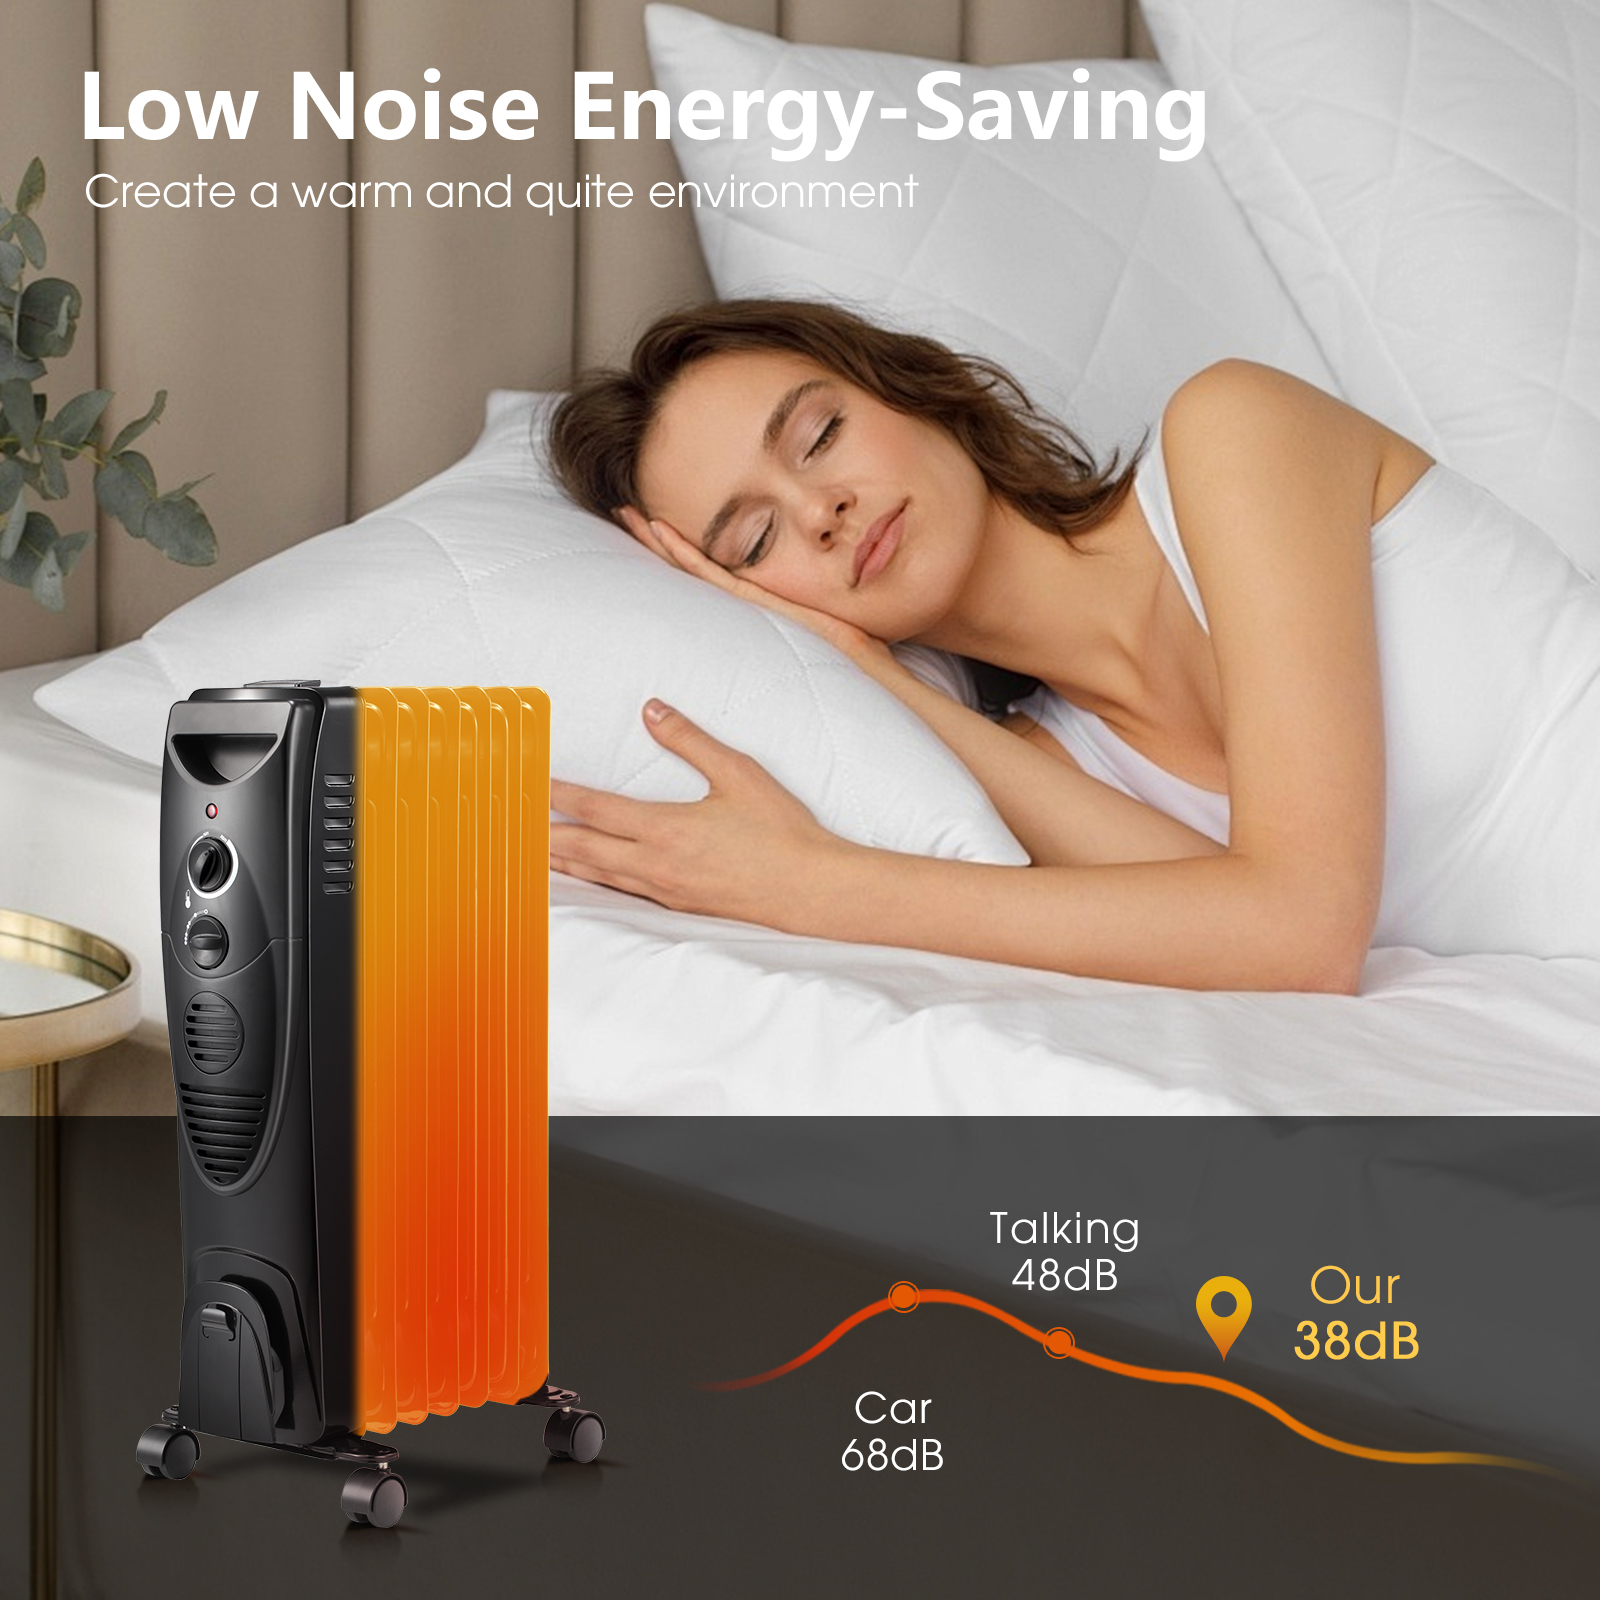 Low Noise Energy-Saving
Create a warm and quite environment
Talking
48dB
Our
38dB
Car
68dB